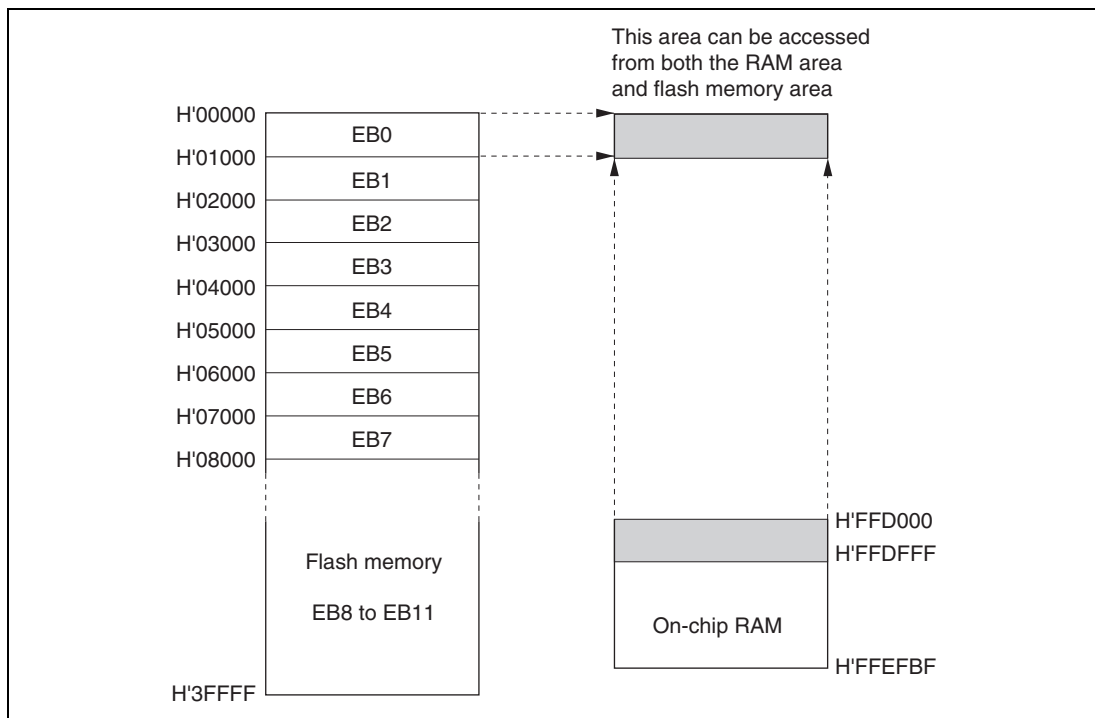 This area can be accessed
from both the RAM area
and flash memory area
H'00000
EB0
H'01000
EB1
H'02000
EB2
H'03000
EB3
H'04000
EB4
H'05000
EB5
H'06000
EB6
H'07000
EB7
H'08000
Flash memory
EB8 to EB11
H'3FFFF
H'FFD000
H'FFDFFF
On-chip RAM
H'FFEFBF